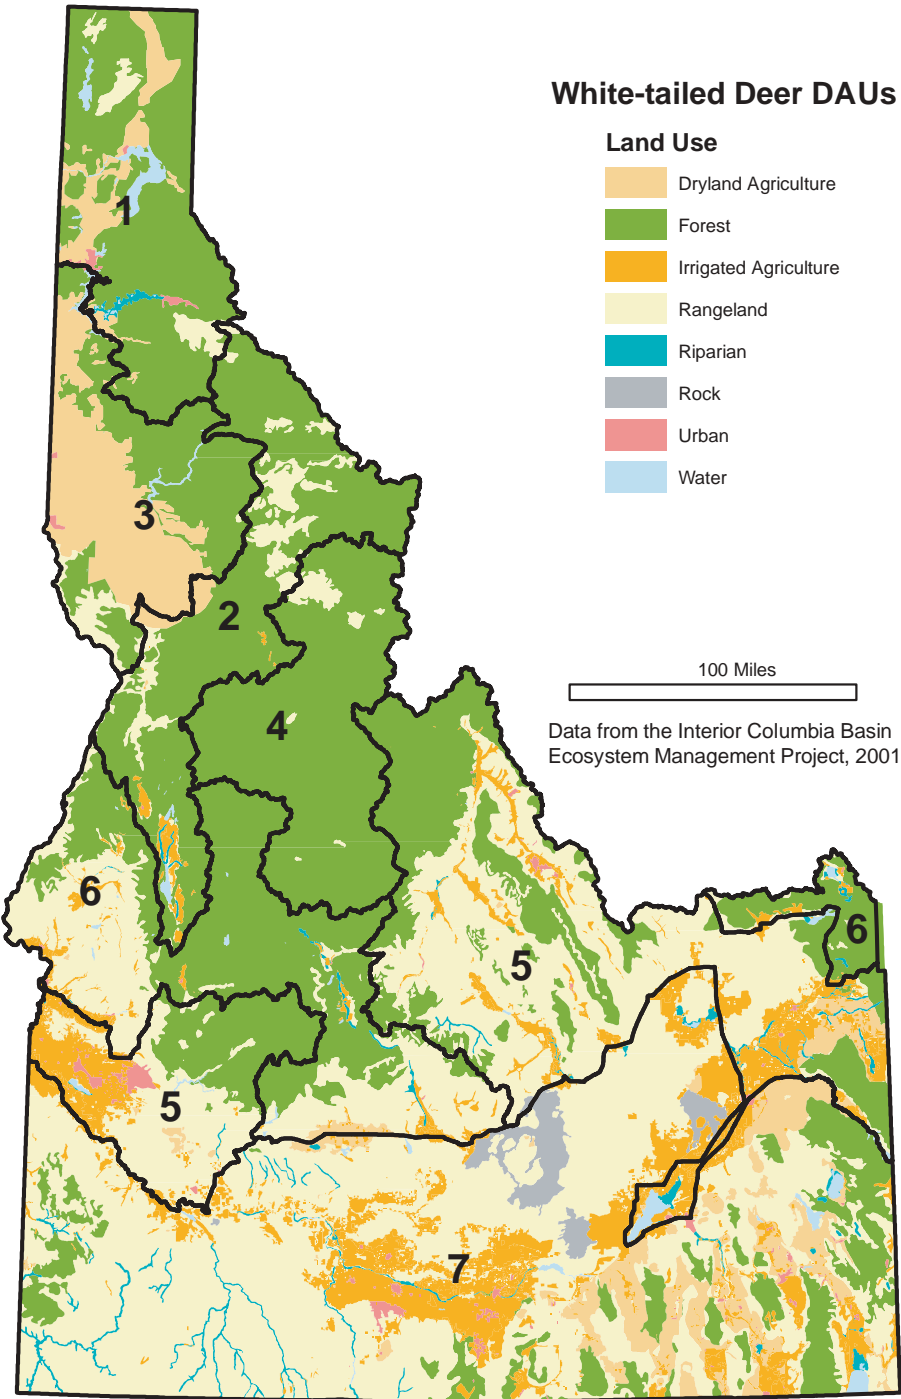 White-tailed Deer DAUs
Land Use
Dryland Agriculture
Forest
Irrigated Agriculture
Rangeland
Riparian
Rock
Urban
Water
1
3
2
4
100 Miles
Data from the Interior Columbia Basin
Ecosystem Management Project, 2001
6
6
5
5
7